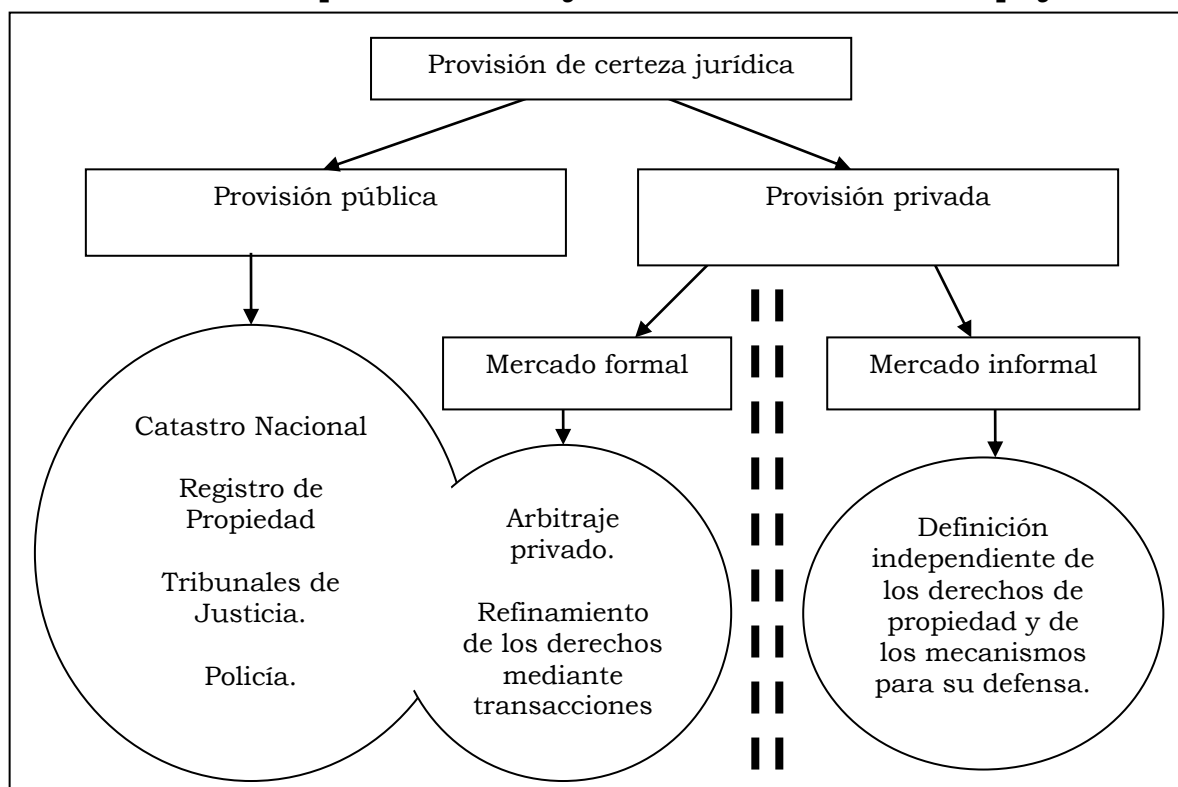 Provisión de certeza jurídica
Provisión pública
Provisión privada
Mercado formal
Mercado informal
Catastro Nacional
Registro de
Propiedad
Tribunales de
Justicia.
Policía.
Arbitraje
privado.
Refinamiento
de los derechos
mediante
transacciones
Definición
independiente de
los derechos de
propiedad y de
los mecanismos
para su defensa.